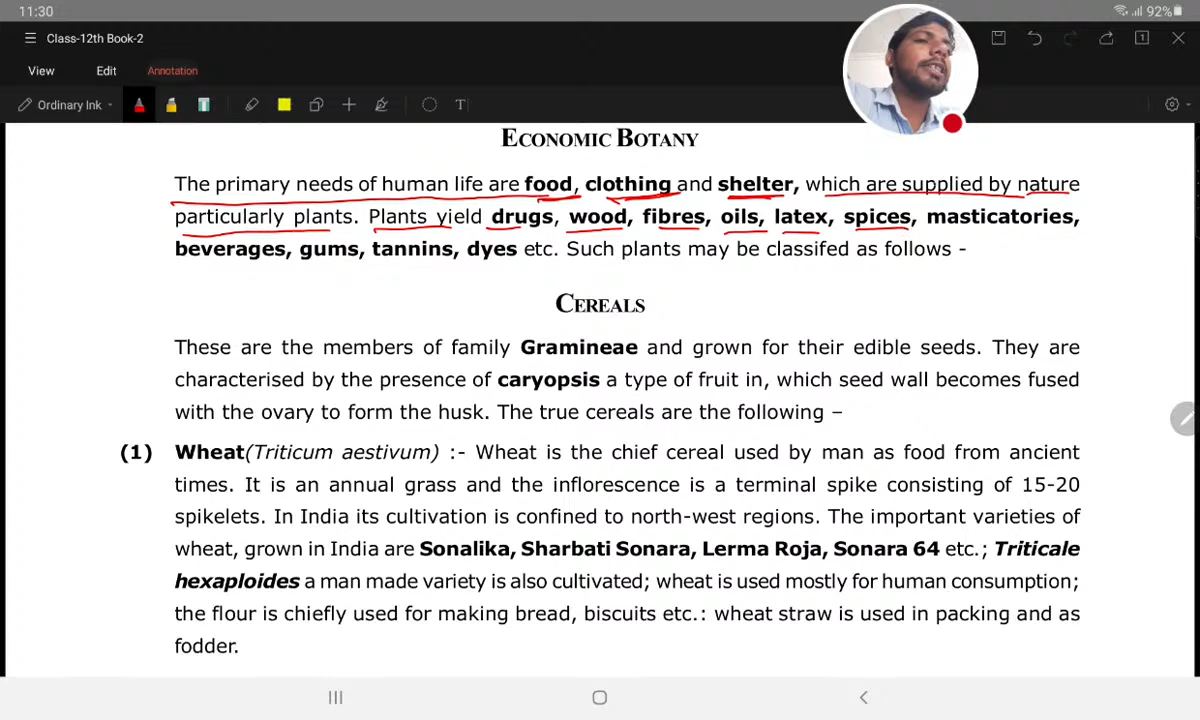 11:30
92%
Class-12th Book-2
View Edit Annotation
Ordinary Ink
1
T
ECONOMIC BOTANY
The primary needs of human life are food, clothing and shelter, which are supplied by nature
particularly plants. Plants yield drugs, wood, fibres, oils, latex, spices, masticatories,
beverages, gums, tannins, dyes etc. Such plants may be classifed as follows -
CEREALS
These are the members of family Gramineae and grown for their edible seeds. They are
characterised by the presence of caryopsis a type of fruit in, which seed wall becomes fused
with the ovary to form the husk. The true cereals are the following –
(1) Wheat(Triticum aestivum) :- Wheat is the chief cereal used by man as food from ancient
times. It is an annual grass and the inflorescence is a terminal spike consisting of 15-20
spikelets. In India its cultivation is confined to north-west regions. The important varieties of
wheat, grown in India are Sonalika, Sharbati Sonara, Lerma Roja, Sonara 64 etc.; Triticale
hexaploides a man made variety is also cultivated; wheat is used mostly for human consumption;
the flour is chiefly used for making bread, biscuits etc.: wheat straw is used in packing and as
fodder.